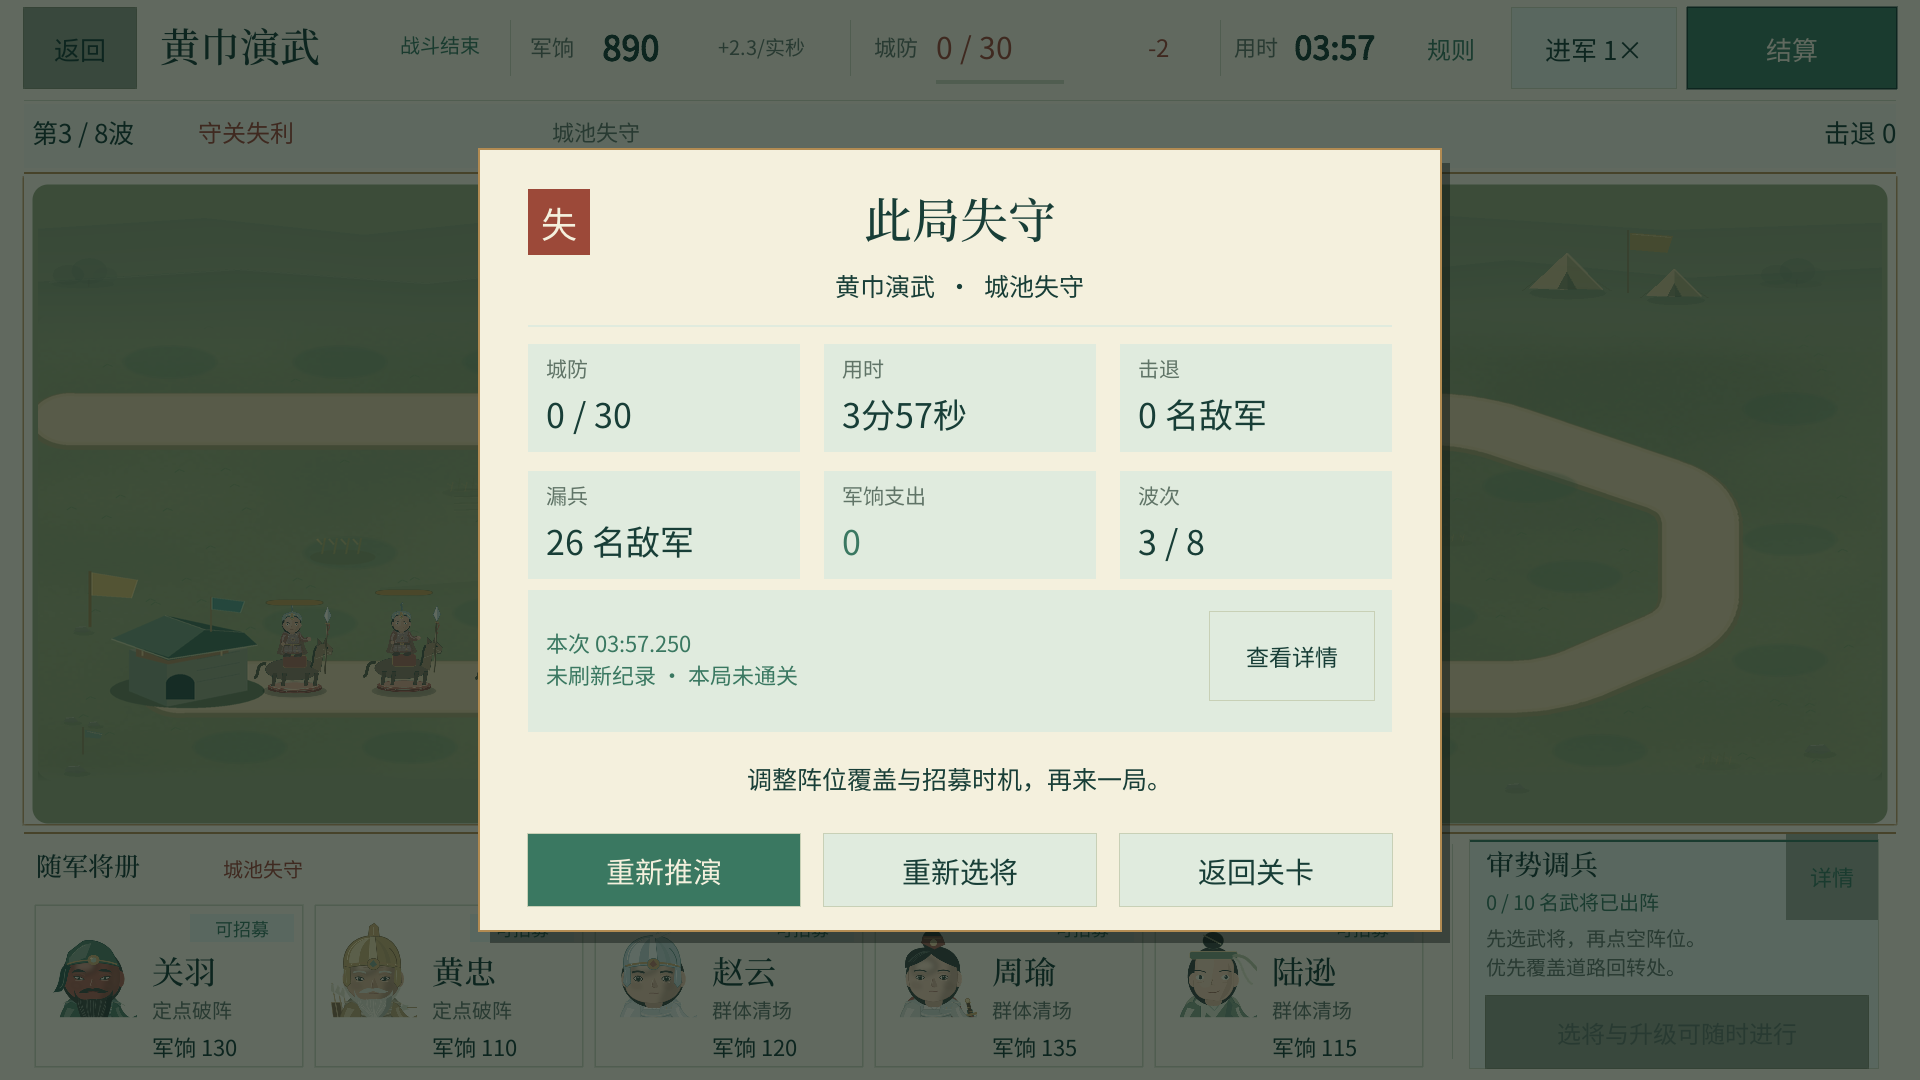 返回
黄巾演武
战斗结束
军饷 890
+2.3/实秒
城防 0 / 30
-2
用时 03:57
规则
进军 1×
结算
第3 / 8波
守关失利
城池失守
击退 0
失
此局失守
黄巾演武 · 城池失守
城防
0 / 30
用时
3分57秒
击退
0 名敌军
漏兵
26 名敌军
军饷支出
0
波次
3 / 8
本次 03:57.250
未刷新纪录 · 本局未通关
查看详情
调整阵位覆盖与招募时机，再来一局。
重新推演
重新选将
返回关卡
随军将册
城池失守
可招募
关羽
定点破阵
军饷 130
可招募
黄忠
定点破阵
军饷 110
可招募
赵云
群体清场
军饷 120
可招募
周瑜
群体清场
军饷 135
可招募
陆逊
群体清场
军饷 115
审势调兵
详情
0 / 10 名武将已出阵
先选武将，再点空阵位。
优先覆盖道路回转处。
选将与升级可随时进行